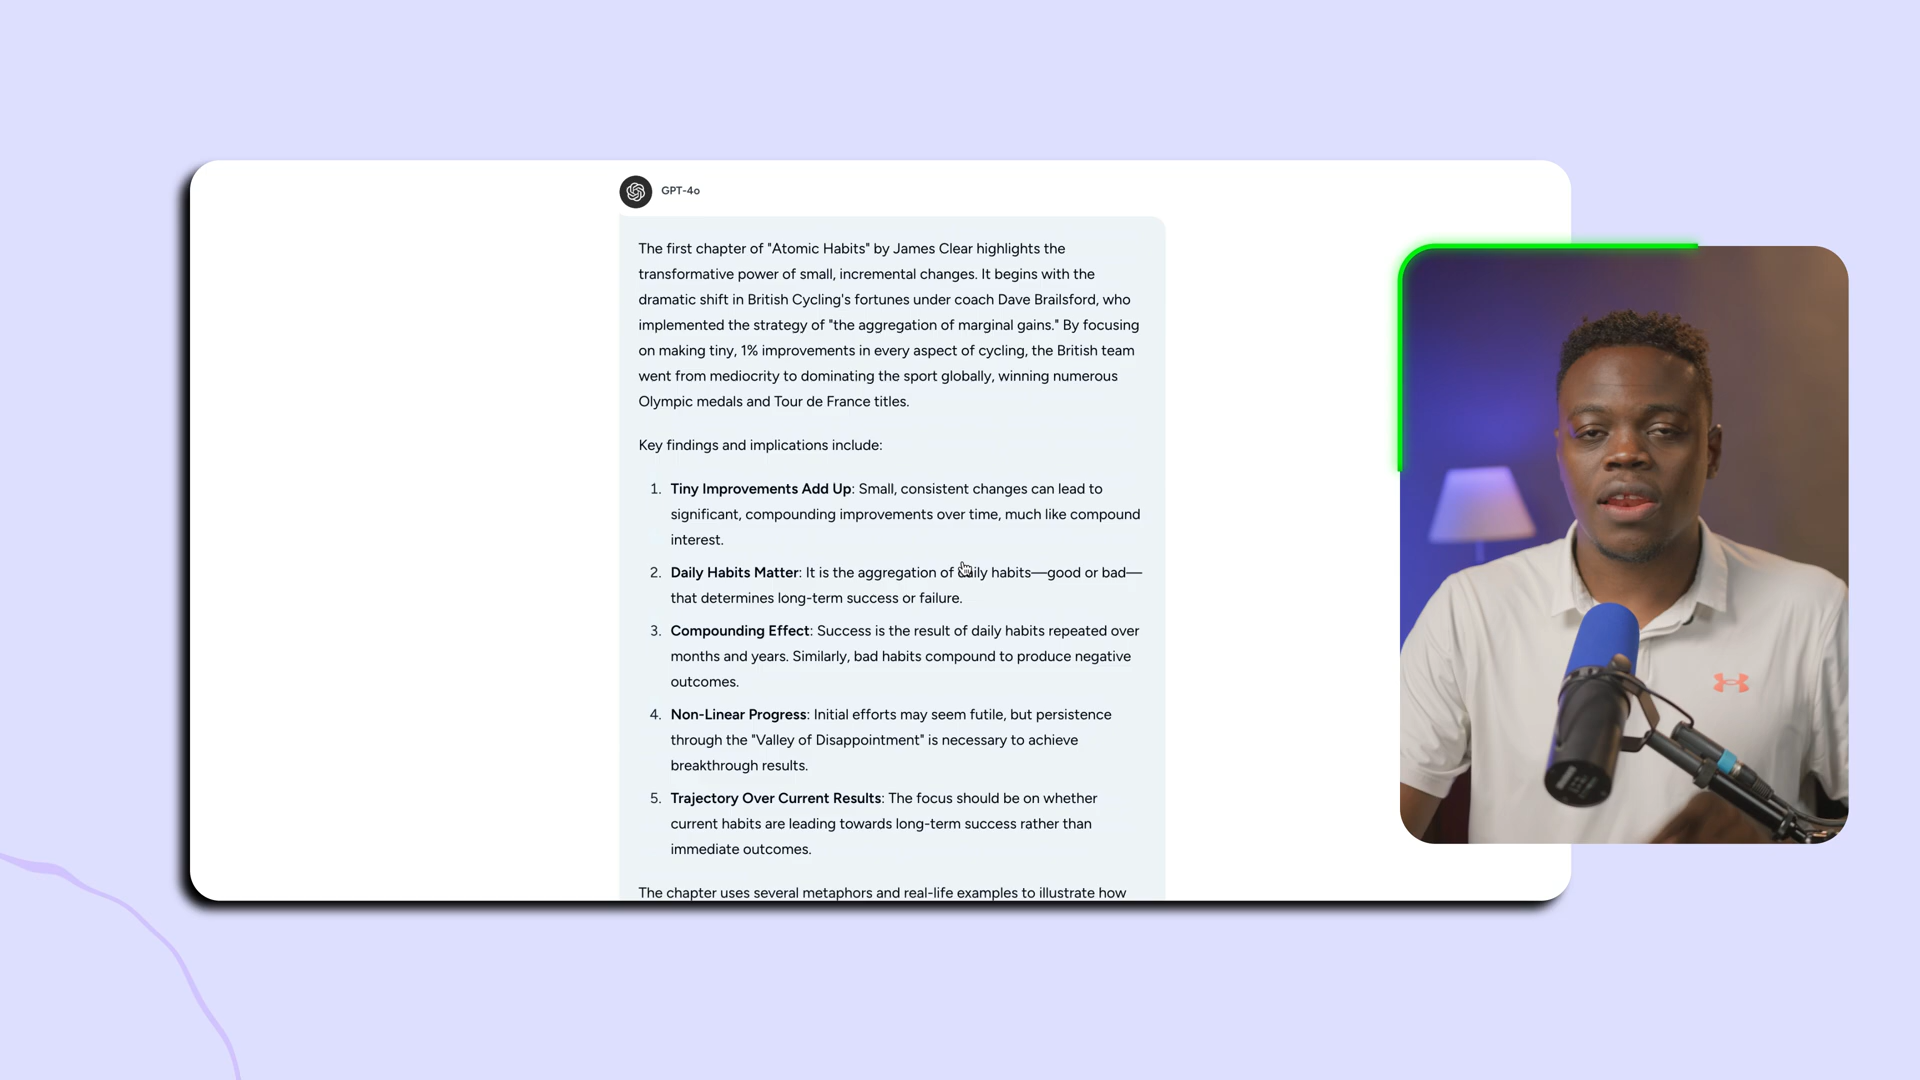 GPT-4o
The first chapter of "Atomic Habits" by James Clear highlights the
transformative power of small, incremental changes. It begins with the
dramatic shift in British Cycling's fortunes under coach Dave Brailsford, who
implemented the strategy of "the aggregation of marginal gains." By focusing
on making tiny, 1% improvements in every aspect of cycling, the British team
went from mediocrity to dominating the sport globally, winning numerous
Olympic medals and Tour de France titles.
Key findings and implications include:
1. Tiny Improvements Add Up: Small, consistent changes can lead to
significant, compounding improvements over time, much like compound
interest.
2. Daily Habits Matter: It is the aggregation of daily habits—good or bad—
that determines long-term success or failure.
3. Compounding Effect: Success is the result of daily habits repeated over
months and years. Similarly, bad habits compound to produce negative
outcomes.
4. Non-Linear Progress: Initial efforts may seem futile, but persistence
through the "Valley of Disappointment" is necessary to achieve
breakthrough results.
5. Trajectory Over Current Results: The focus should be on whether
current habits are leading towards long-term success rather than
immediate outcomes.
The chapter uses several metaphors and real-life examples to illustrate how